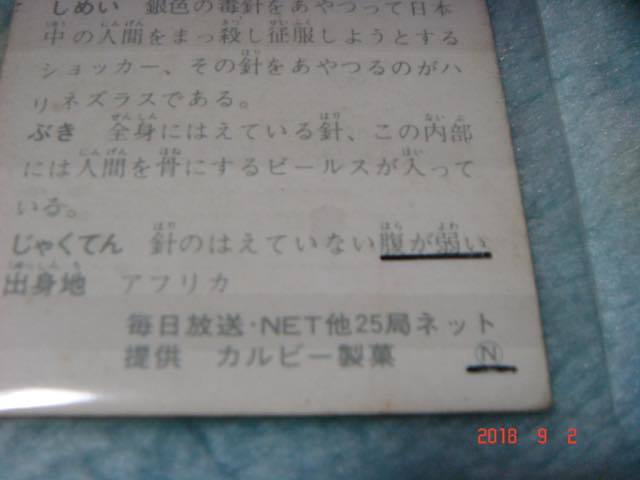 しめい 銀色の毒針をあやつって日本
中の人間をまっ殺し征服しようとする
ショッカー、その針をあやつるのがハ
リネズラスである。
ぶき 全身にはえている針、この内部
には人間を骨にするビールスが入って
いる。
じゃくてん 針のはえていない腹が弱い
出身地 アフリカ
毎日放送・NET他25局ネット
提供 カルビー製菓 Ⓝ
2018 9 2